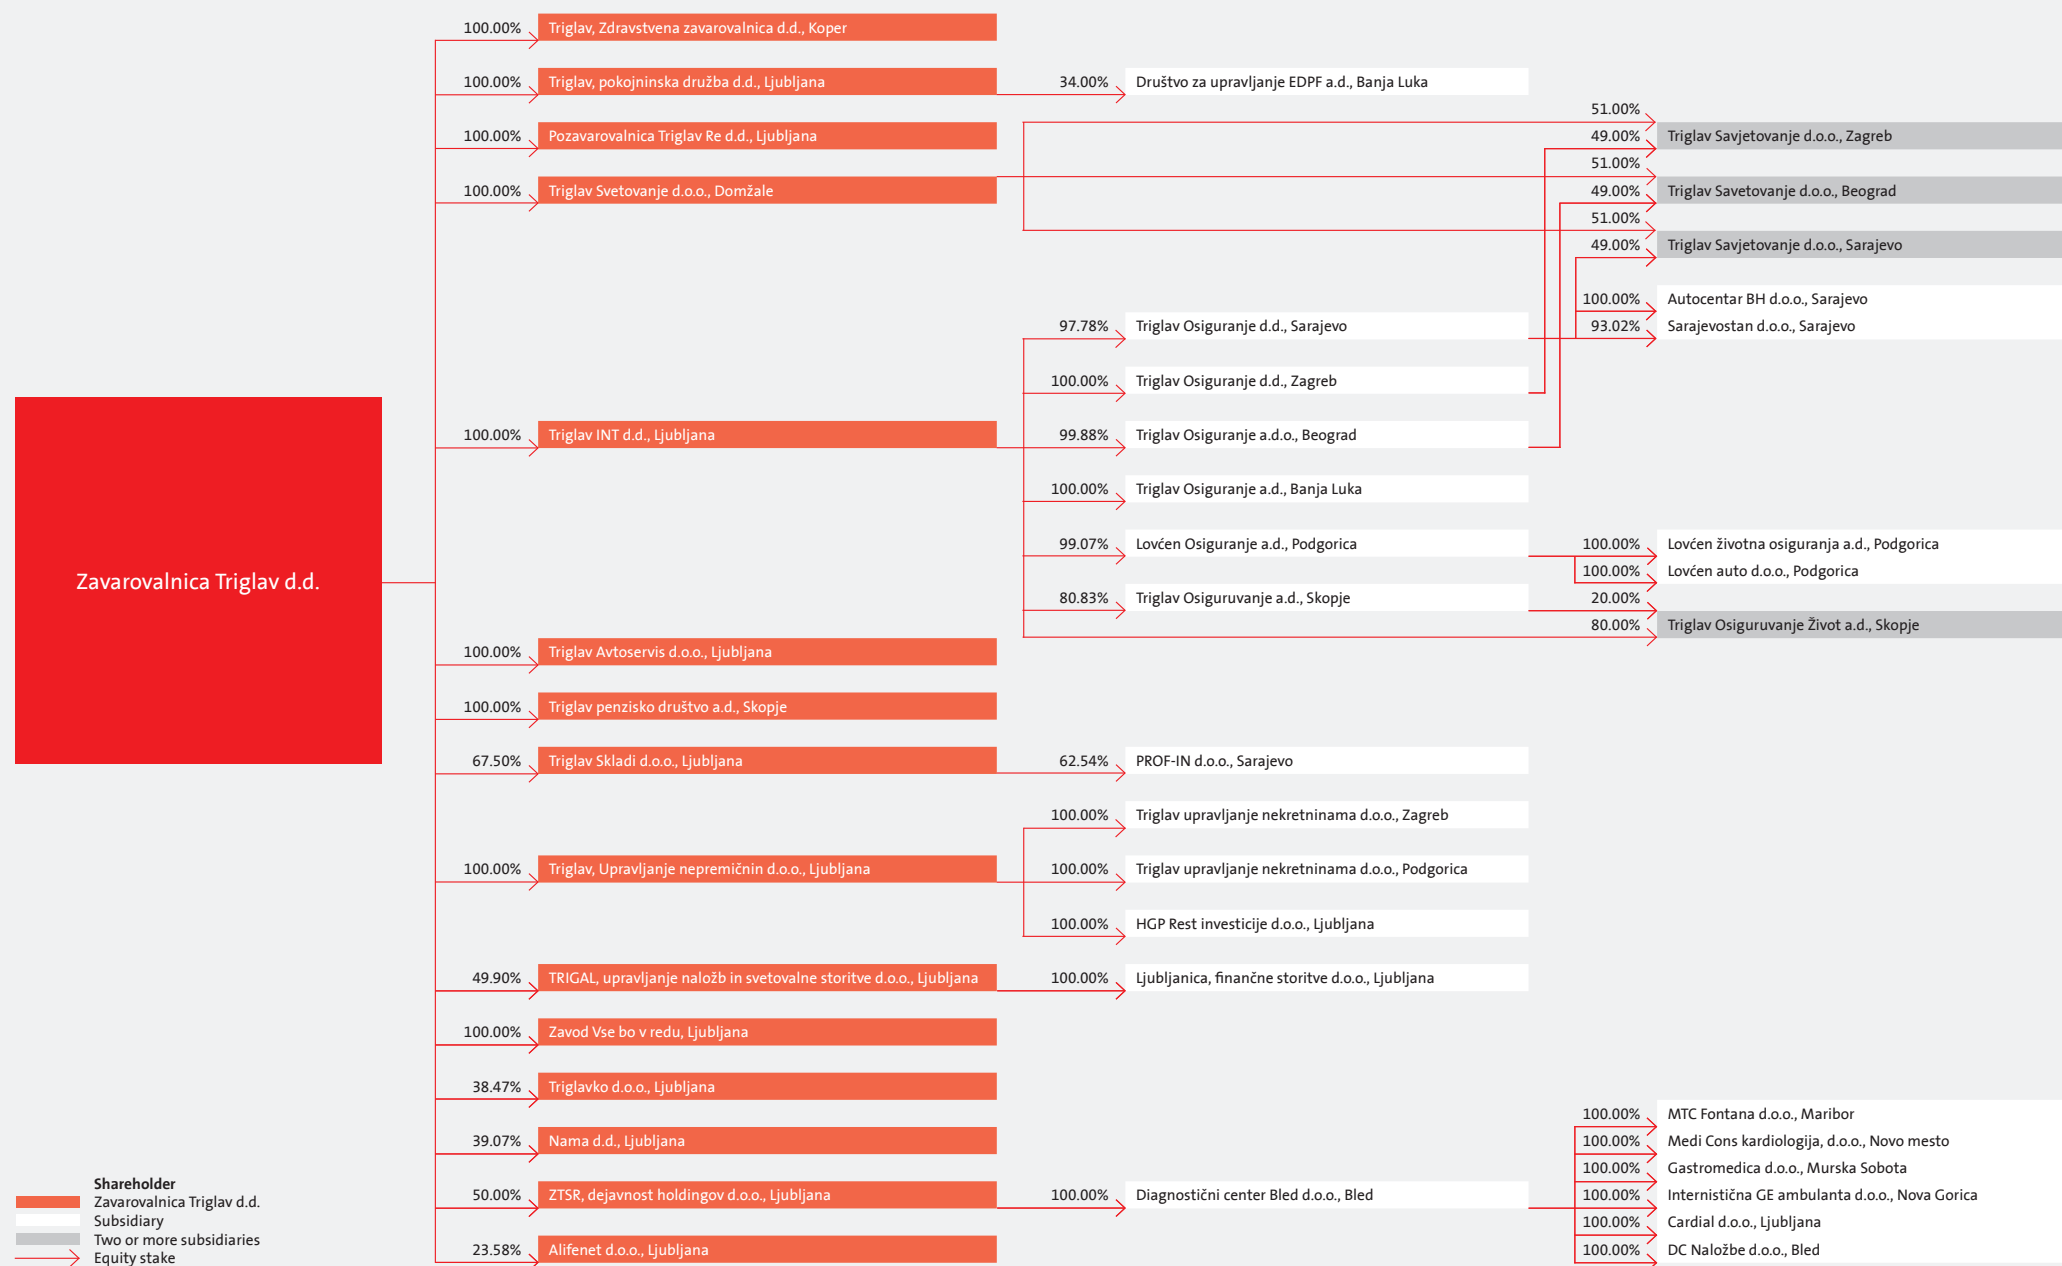 100.00% Triglav, Zdravstvena zavarovalnica d.d., Koper
100.00% Triglav, pokojninska družba d.d., Ljubljana 34.00% Društvo za upravljanje EDPF a.d., Banja Luka
51.00%
100.00% Pozavarovalnica Triglav Re d.d., Ljubljana 49.00% Triglav Savjetovanje d.o.o., Zagreb
51.00%
100.00% Triglav Svetovanje d.o.o., Domžale 49.00% Triglav Savetovanje d.o.o., Beograd
51.00%
49.00% Triglav Savjetovanje d.o.o., Sarajevo
100.00% Autocentar BH d.o.o., Sarajevo
97.78% Triglav Osiguranje d.d., Sarajevo 93.02% Sarajevostan d.o.o., Sarajevo
100.00% Triglav Osiguranje d.d., Zagreb
100.00% Triglav INT d.d., Ljubljana 99.88% Triglav Osiguranje a.d.o., Beograd
100.00% Triglav Osiguranje a.d., Banja Luka
99.07% Lovćen Osiguranje a.d., Podgorica 100.00% Lovćen životna osiguranja a.d., Podgorica
100.00% Lovćen auto d.o.o., Podgorica
Zavarovalnica Triglav d.d.
80.83% Triglav Osiguruvanje a.d., Skopje 20.00%
80.00% Triglav Osiguruvanje Život a.d., Skopje
100.00% Triglav Avtoservis d.o.o., Ljubljana
100.00% Triglav penzisko društvo a.d., Skopje
67.50% Triglav Skladi d.o.o., Ljubljana 62.54% PROF-IN d.o.o., Sarajevo
100.00% Triglav upravljanje nekretninama d.o.o., Zagreb
100.00% Triglav, Upravljanje nepremičnin d.o.o., Ljubljana 100.00% Triglav upravljanje nekretninama d.o.o., Podgorica
100.00% HGP Rest investicije d.o.o., Ljubljana
49.90% TRIGAL, upravljanje naložb in svetovalne storitve d.o.o., Ljubljana 100.00% Ljubljanica, finančne storitve d.o.o., Ljubljana
100.00% Zavod Vse bo v redu, Ljubljana
38.47% Triglavko d.o.o., Ljubljana
100.00% MTC Fontana d.o.o., Maribor
39.07% Nama d.d., Ljubljana 100.00% Medi Cons kardiologija, d.o.o., Novo mesto
100.00% Gastromedica d.o.o., Murska Sobota
50.00% ZTSR, dejavnost holdingov d.o.o., Ljubljana 100.00% Diagnostični center Bled d.o.o., Bled 100.00% Internistična GE ambulanta d.o.o., Nova Gorica
100.00% Cardial d.o.o., Ljubljana
23.58% Alifenet d.o.o., Ljubljana 100.00% DC Naložbe d.o.o., Bled
Shareholder
Zavarovalnica Triglav d.d.
Subsidiary
Two or more subsidiaries
Equity stake